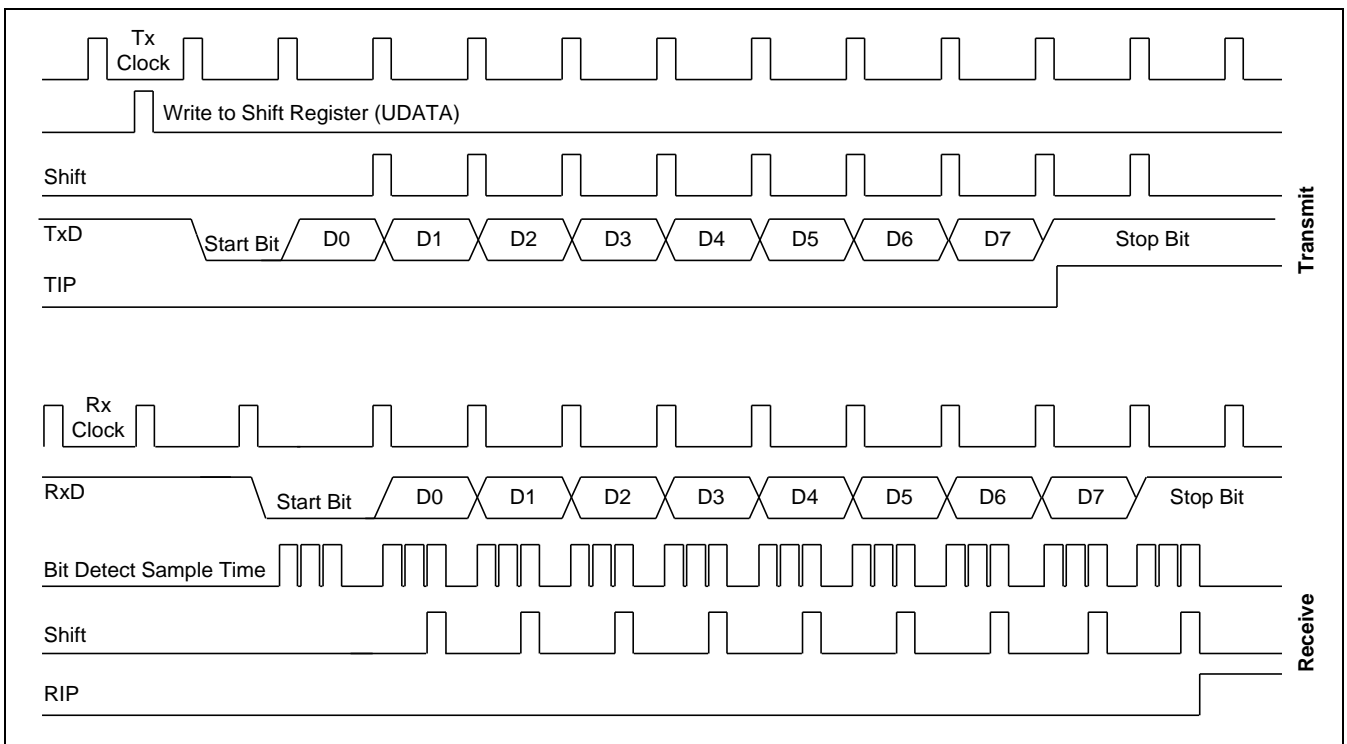 Tx
Clock
Write to Shift Register (UDATA)
Shift
TxD
Start Bit
D0
D1
D2
D3
D4
D5
D6
D7
Stop Bit
TIP
Transmit
Rx
Clock
RxD
Start Bit
D0
D1
D2
D3
D4
D5
D6
D7
Stop Bit
Bit Detect Sample Time
Shift
RIP
Receive